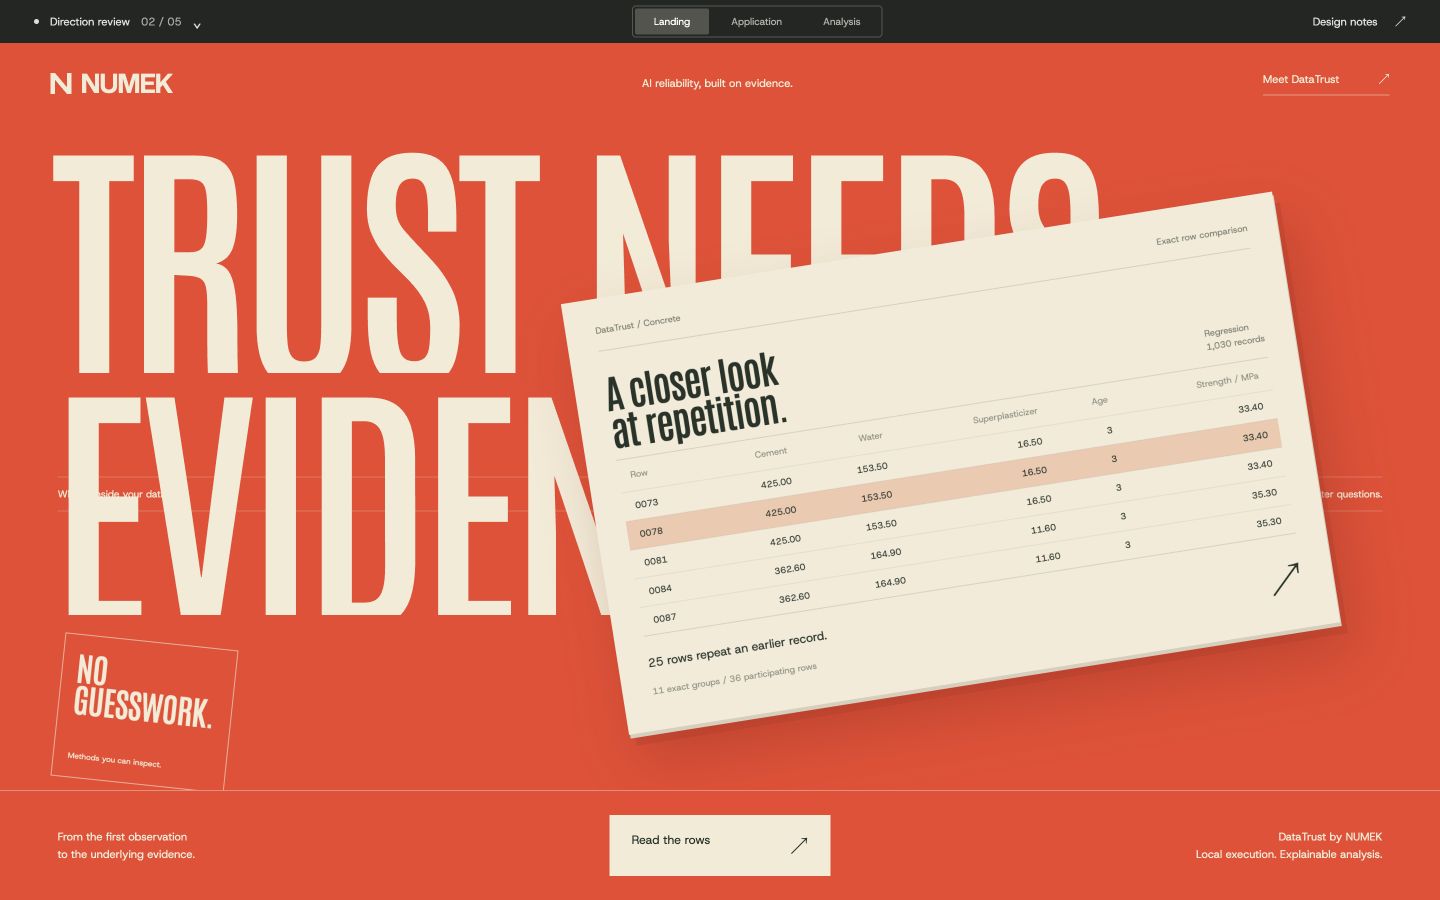 Direction review 02 / 05
Landing Application Analysis
Design notes
N NUMEK
AI reliability, built on evidence.
Meet DataTrust
TRUST NEEDS
EVIDEN
your data
questions.
DataTrust / Concrete
Exact row comparison
A closer look
at repetition.
Regression
1,030 records
Row Cement Water Superplasticizer Age Strength / MPa
0073 425.00 153.50 16.50 3 33.40
0078 425.00 153.50 16.50 3 33.40
0081 425.00 153.50 16.50 3 33.40
0084 362.60 164.90 11.60 3 35.30
0087 362.60 164.90 11.60 3 35.30
25 rows repeat an earlier record.
11 exact groups / 36 participating rows
NO
GUESSWORK.
Methods you can inspect.
From the first observation
to the underlying evidence.
Read the rows
DataTrust by NUMEK
Local execution. Explainable analysis.